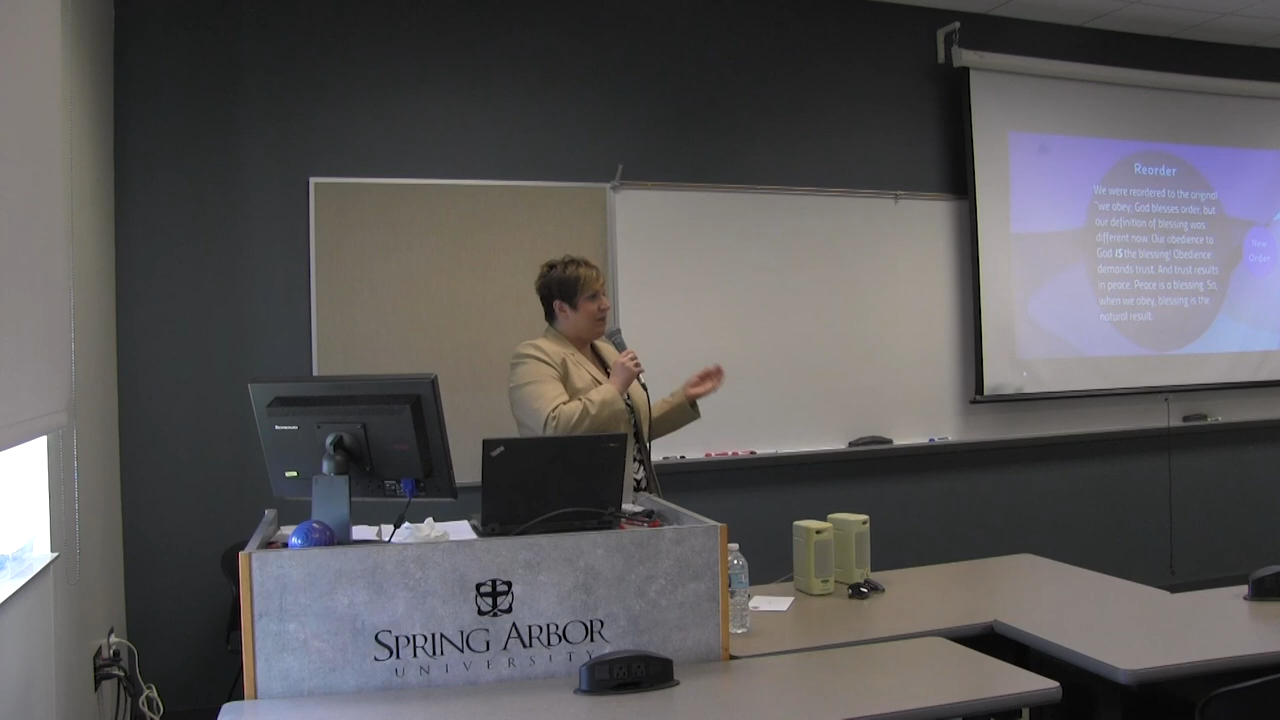 Reorder
We were reordered to the original
"we obey; God blesses order, but
our definition of blessing was
different now. Our obedience to
God IS the blessing! Obedience
demands trust. And trust results
in peace. Peace is a blessing. So,
when we obey, blessing is the
natural result.
New
Order
lenovo
ThinkPad
SPRING ARBOR
UNIVERSITY